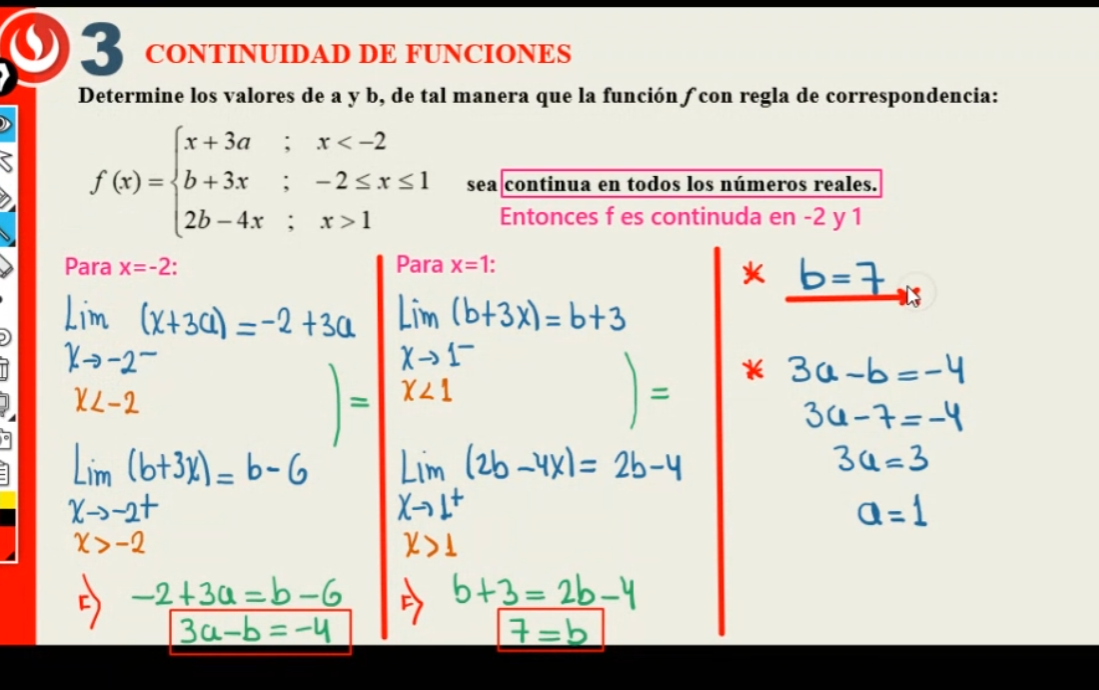 3 CONTINUIDAD DE FUNCIONES
Determine los valores de a y b, de tal manera que la función f con regla de correspondencia:
x + 3a ; x < −2
f (x) = { b + 3x ; −2 ≤ x ≤ 1 sea continua en todos los números reales.
2b − 4x ; x > 1
Entonces f es continuda en -2 y 1
Para x=-2:
Lim (x+3a) = -2+3a
x→-2⁻
x<-2
) =
Lim (b+3x) = b-6
x→-2+
x>-2
⇒) -2+3a = b-6
3a-b = -4
Para x=1:
Lim (b+3x) = b+3
x→1⁻
x<1
) =
Lim (2b-4x) = 2b-4
x→1⁺
x>1
⇒) b+3 = 2b-4
7 = b
* b=7
* 3a-b=-4
3a-7=-4
3a=3
a=1